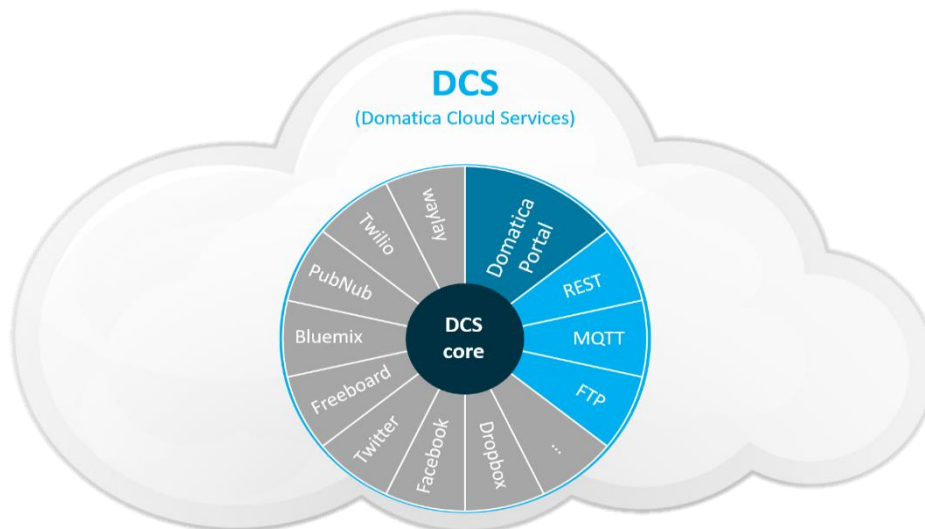 DCS
(Domatica Cloud Services)
Domatica
Portal
REST
MQTT
FTP
...
Dropbox
Facebook
Twitter
Freeboard
Bluemix
PubNub
Twilio
waylay
DCS
core